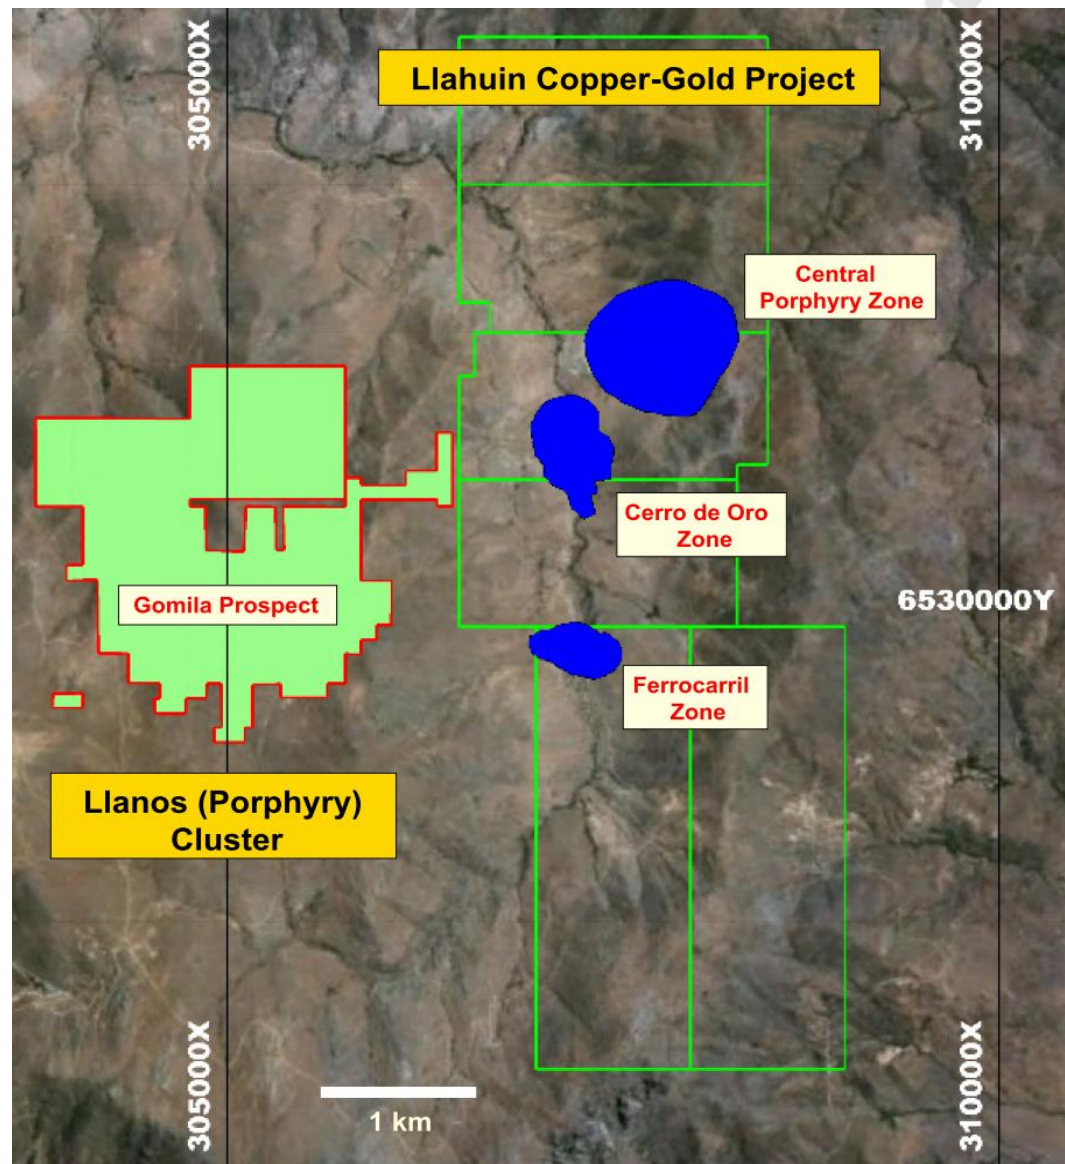 305000X
310000X
Llahuin Copper-Gold Project
Central
Porphyry Zone
Cerro de Oro
Zone
6530000Y
Gomila Prospect
Ferrocarril
Zone
Llanos (Porphyry)
Cluster
305000X
310000X
1 km